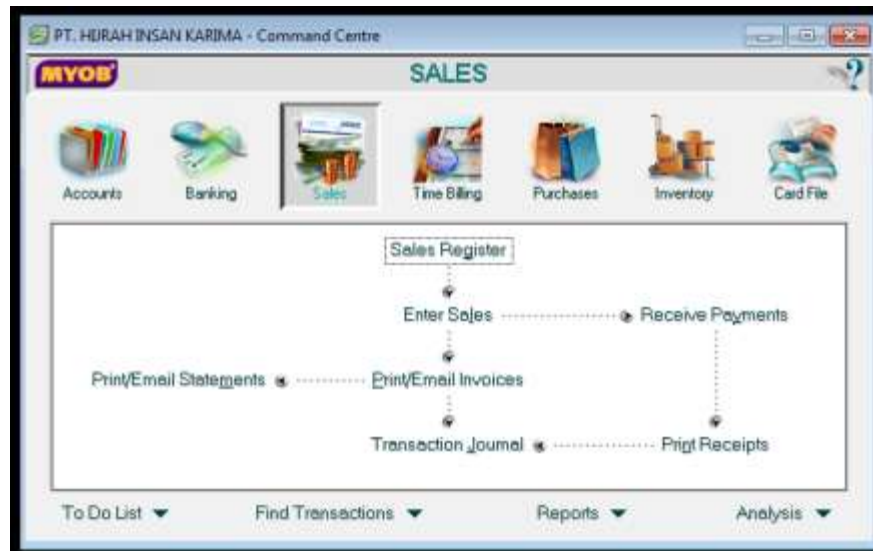 PT. HIJRAH INSAN KARIMA - Command Centre
MYOB
SALES
?
Accounts Banking Sales Time Billing Purchases Inventory Card File
Sales Register
Enter Sales Receive Payments
Print/Email Statements Print/Email Invoices
Transaction Journal Print Receipts
To Do List Find Transactions Reports Analysis